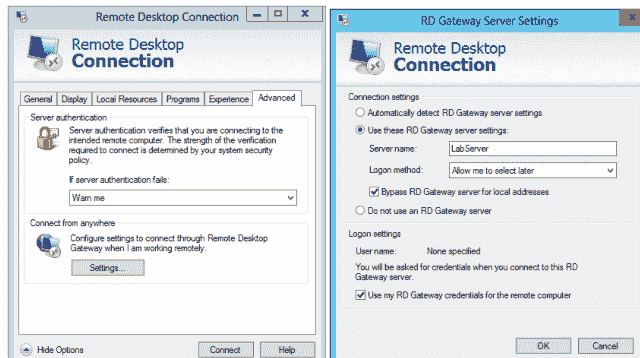 Remote Desktop Connection
Remote Desktop
Connection
General
Display
Local Resources
Programs
Experience
Advanced
Server authentication
Server authentication verifies that you are connecting to the
intended remote computer. The strength of the verification
required to connect is determined by your system security
policy.
If server authentication fails:
Warn me
Connect from anywhere
Configure settings to connect through Remote Desktop
Gateway when I am working remotely.
Settings...
Hide Options
Connect
Help
RD Gateway Server Settings
Remote Desktop
Connection
Connection settings
Automatically detect RD Gateway server settings
Use these RD Gateway server settings:
Server name:
LabServer
Logon method:
Allow me to select later
Bypass RD Gateway server for local addresses
Do not use an RD Gateway server
Logon settings
User name:
None specified
You will be asked for credentials when you connect to this RD
Gateway server.
Use my RD Gateway credentials for the remote computer
OK
Cancel